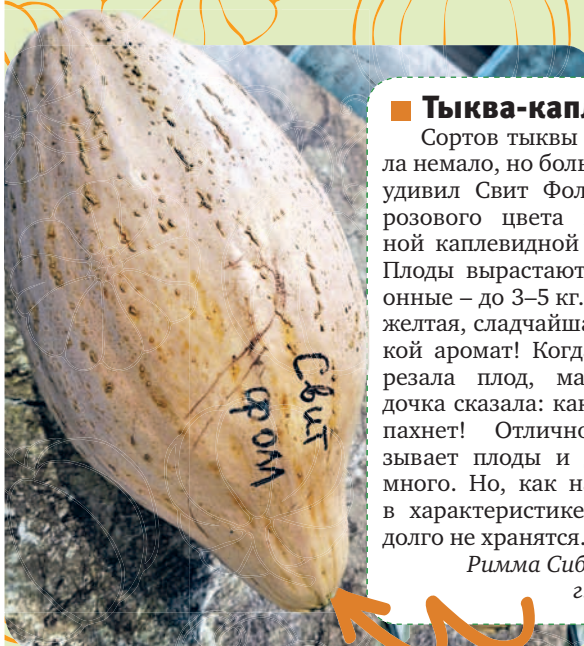 Свит
фолл
Тыква-капл
Сортов тыквы
ла немало, но боль
удивил Свит Фол
розового цвета
ной каплевидной
Плоды вырастают
онные – до 3–5 кг.
желтая, сладчайша
кой аромат! Когд
резала плод, ма
дочка сказала: кан
пахнет! Отлично
зывает плоды и
много. Но, как н
в характеристике
долго не хранятся.
Римма Сиб
г